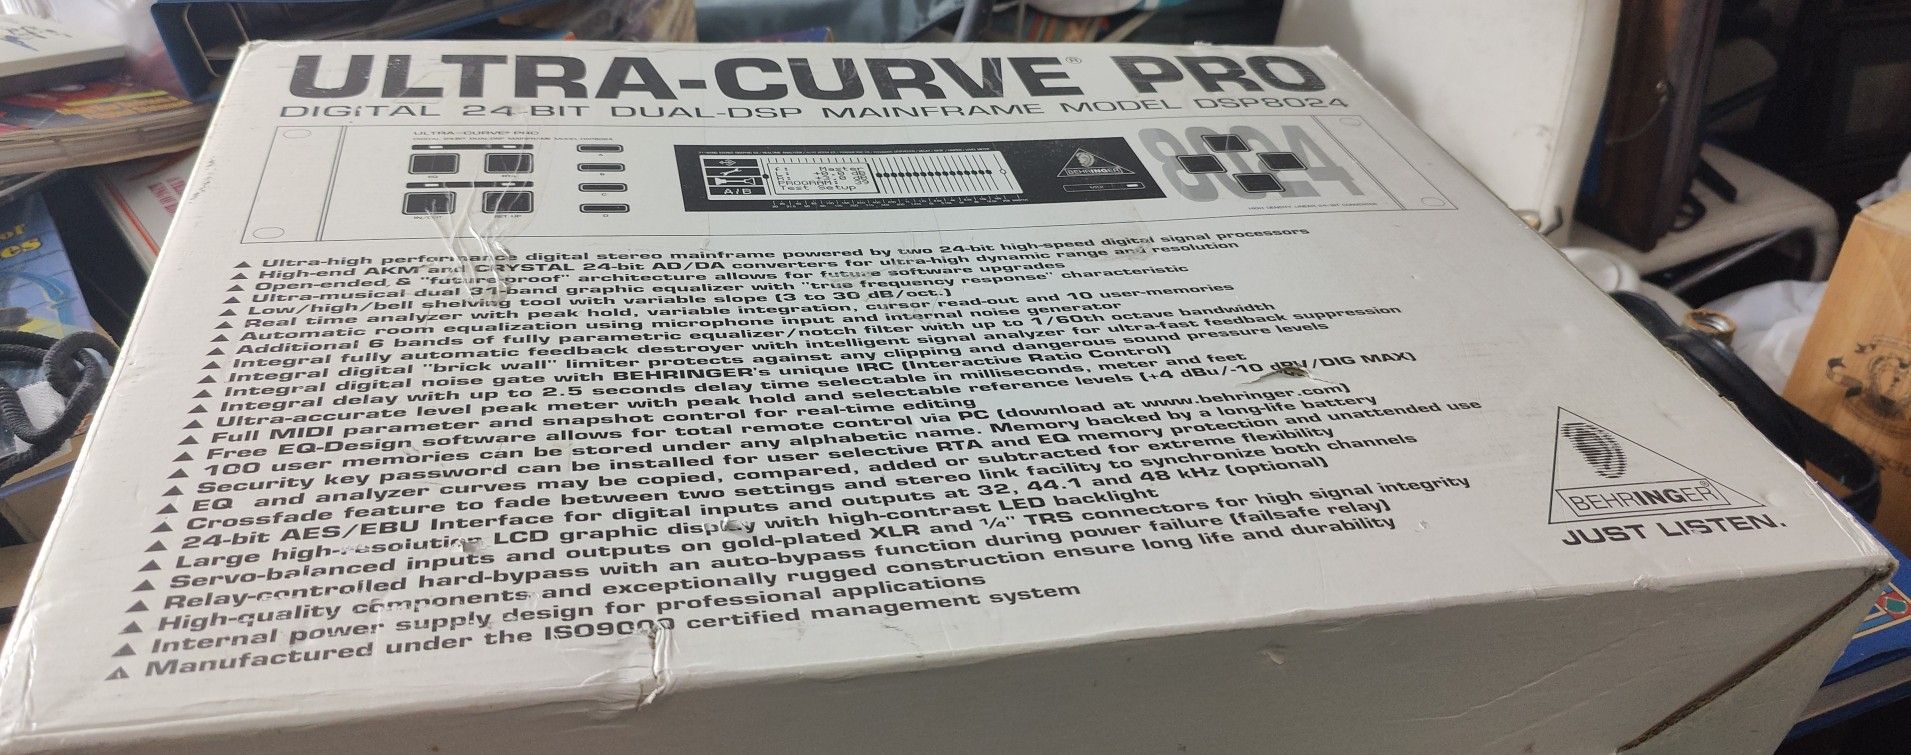 ULTRA-CURVE® PRO
DIGITAL 24-BIT DUAL-DSP MAINFRAME MODEL DSP8024
ULTRA-CURVE PRO
EQ
IN/OUT
SET UP
A
B
C
D
A/B
PROGRAM:
Test Setup
BEHRINGER
MAX
8024
▲ Ultra-high performance digital stereo mainframe powered by two 24-bit high-speed digital signal processors
▲ High-end AKM and CRYSTAL 24-bit AD/DA converters for ultra-high dynamic range and resolution
▲ Open-ended & "future-proof" architecture allows for future software upgrades
▲ Ultra-musical dual 31-band graphic equalizer with "true frequency response" characteristic
▲ Low/high/bell shelving tool with variable slope (3 to 30 dB/oct.)
▲ Real time analyzer with peak hold, variable integration, cursor read-out and 10 user-memories
▲ Automatic room equalization using microphone input and internal noise generator
▲ Additional 6 bands of fully parametric equalizer/notch filter with up to 1/60th octave bandwidth
▲ Integral fully automatic feedback destroyer with intelligent signal analyzer for ultra-fast feedback suppression
▲ Integral digital "brick wall" limiter protects against any clipping and dangerous sound pressure levels
▲ Integral digital noise gate with BEHRINGER's unique IRC (Interactive Ratio Control)
▲ Integral delay with up to 2.5 seconds delay time selectable in milliseconds, meter and feet
▲ Ultra-accurate level peak meter with peak hold and selectable reference levels (+4 dBu/-10 dBV/DIG MAX)
▲ Full MIDI parameter and snapshot control for real-time editing
▲ Free EQ-Design software allows for total remote control via PC (download at www.behringer.com)
▲ 100 user memories can be stored under any alphabetic name. Memory backed by a long-life battery
▲ Security key password can be installed for user selective RTA and EQ memory protection and unattended use
▲ EQ and analyzer curves may be copied, compared, added or subtracted for extreme flexibility
▲ Crossfade feature to fade between two settings and stereo link facility to synchronize both channels
▲ 24-bit AES/EBU Interface for digital inputs and outputs at 32, 44.1 and 48 kHz (optional)
▲ Large high-resolution LCD graphic display with high-contrast LED backlight
▲ Servo-balanced inputs and outputs on gold-plated XLR and 1/4" TRS connectors for high signal integrity
▲ Relay-controlled hard-bypass with an auto-bypass function during power failure (failsafe relay)
▲ High-quality components and exceptionally rugged construction ensure long life and durability
▲ Internal power supply design for professional applications
▲ Manufactured under the ISO9000 certified management system
BEHRINGER®
JUST LISTEN.